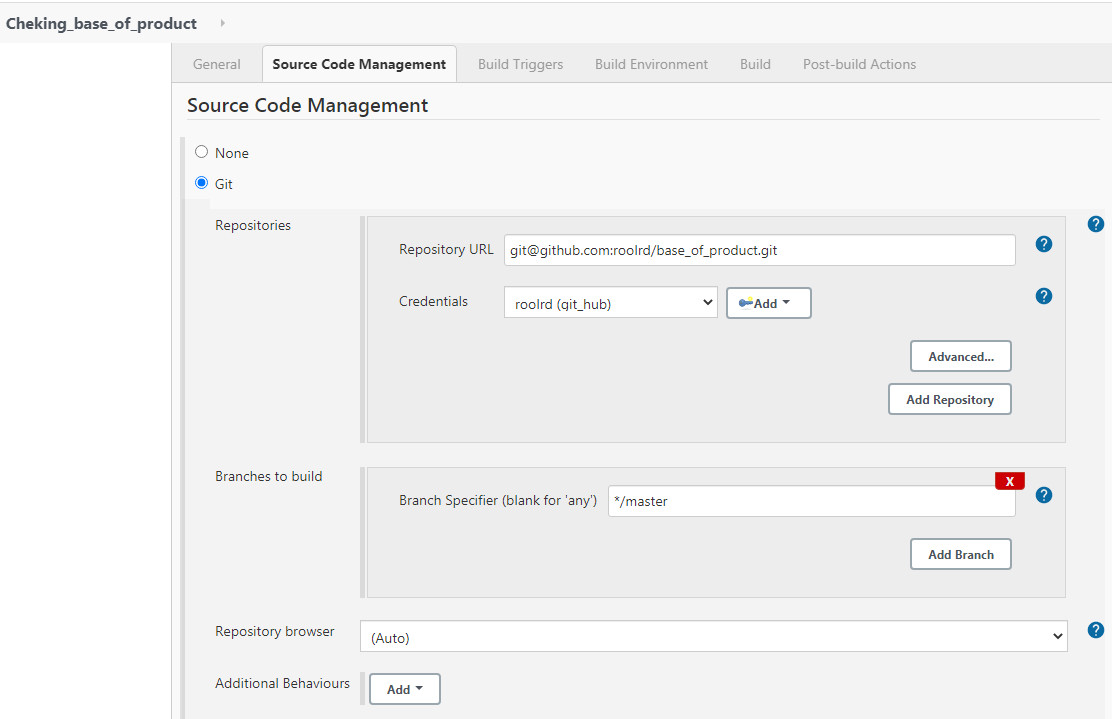 Cheking_base_of_product
General Source Code Management Build Triggers Build Environment Build Post-build Actions
Source Code Management
None
Git
Repositories
?
Repository URL git@github.com:roolrd/base_of_product.git ?
Credentials roolrd (git_hub) Add ?
Advanced...
Add Repository
Branches to build
X
Branch Specifier (blank for 'any') */master ?
Add Branch
Repository browser (Auto) ?
Additional Behaviours Add